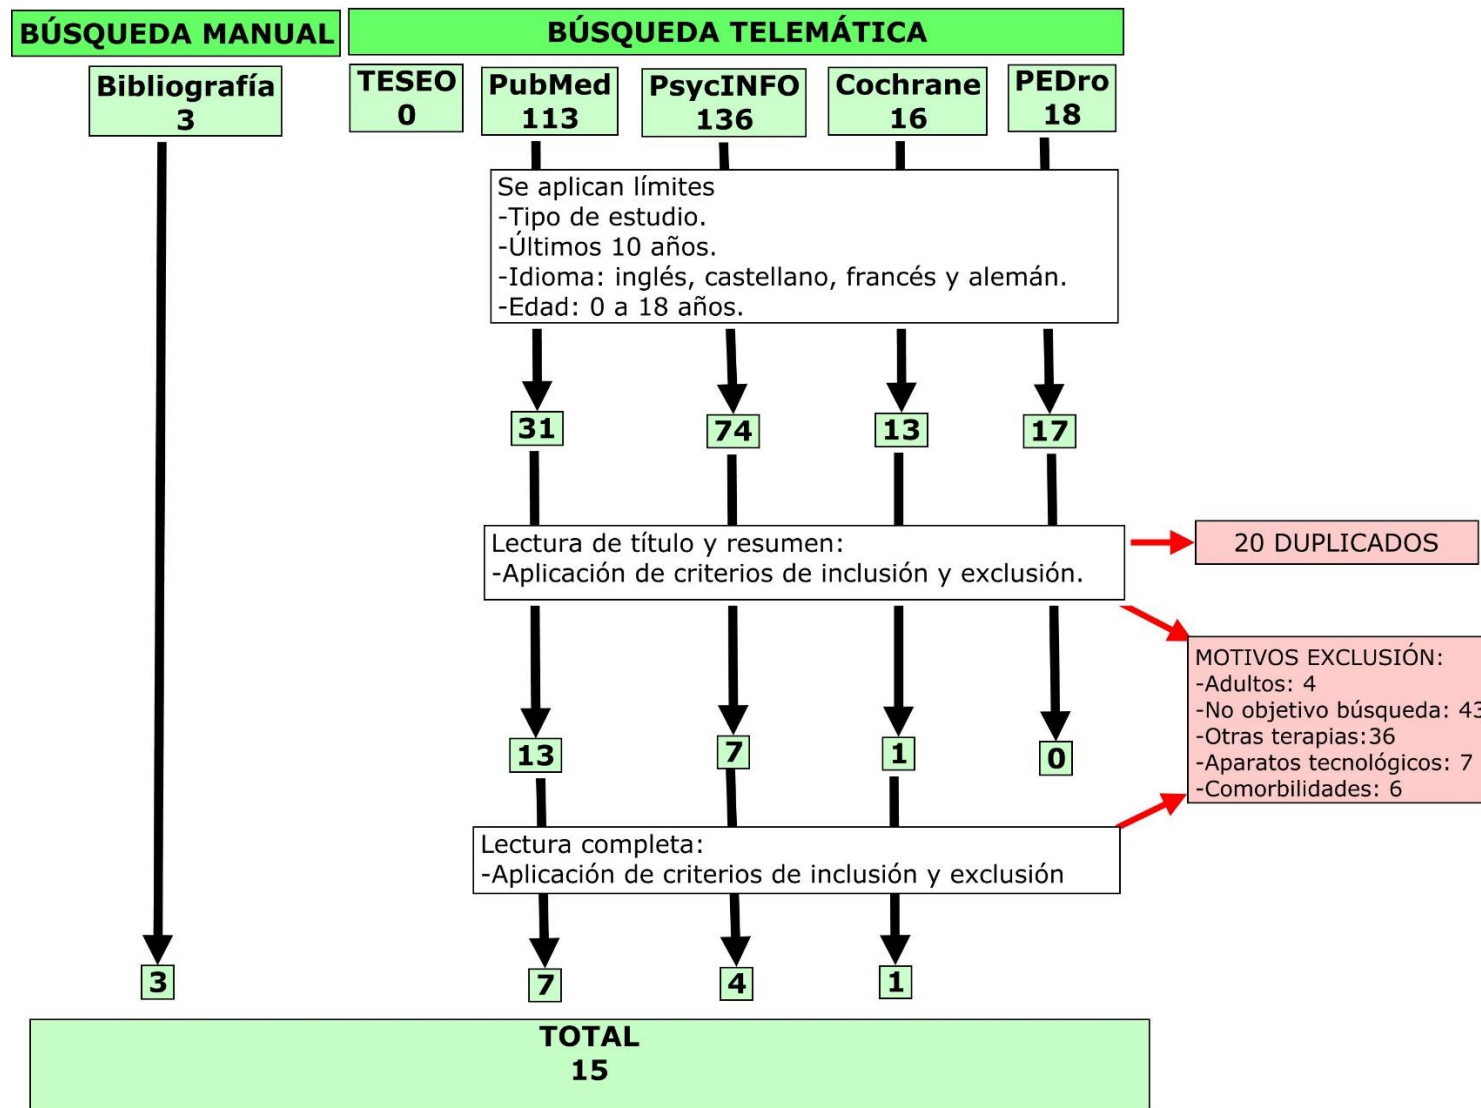 BÚSQUEDA MANUAL
BÚSQUEDA TELEMÁTICA
Bibliografía
3
TESEO
0
PubMed
113
PsycINFO
136
Cochrane
16
PEDro
18
Se aplican límites
-Tipo de estudio.
-Últimos 10 años.
-Idioma: inglés, castellano, francés y alemán.
-Edad: 0 a 18 años.
31
74
13
17
Lectura de título y resumen:
-Aplicación de criterios de inclusión y exclusión.
20 DUPLICADOS
MOTIVOS EXCLUSIÓN:
-Adultos: 4
-No objetivo búsqueda: 43
-Otras terapias:36
-Aparatos tecnológicos: 7
-Comorbilidades: 6
13
7
1
0
Lectura completa:
-Aplicación de criterios de inclusión y exclusión
3
7
4
1
TOTAL
15